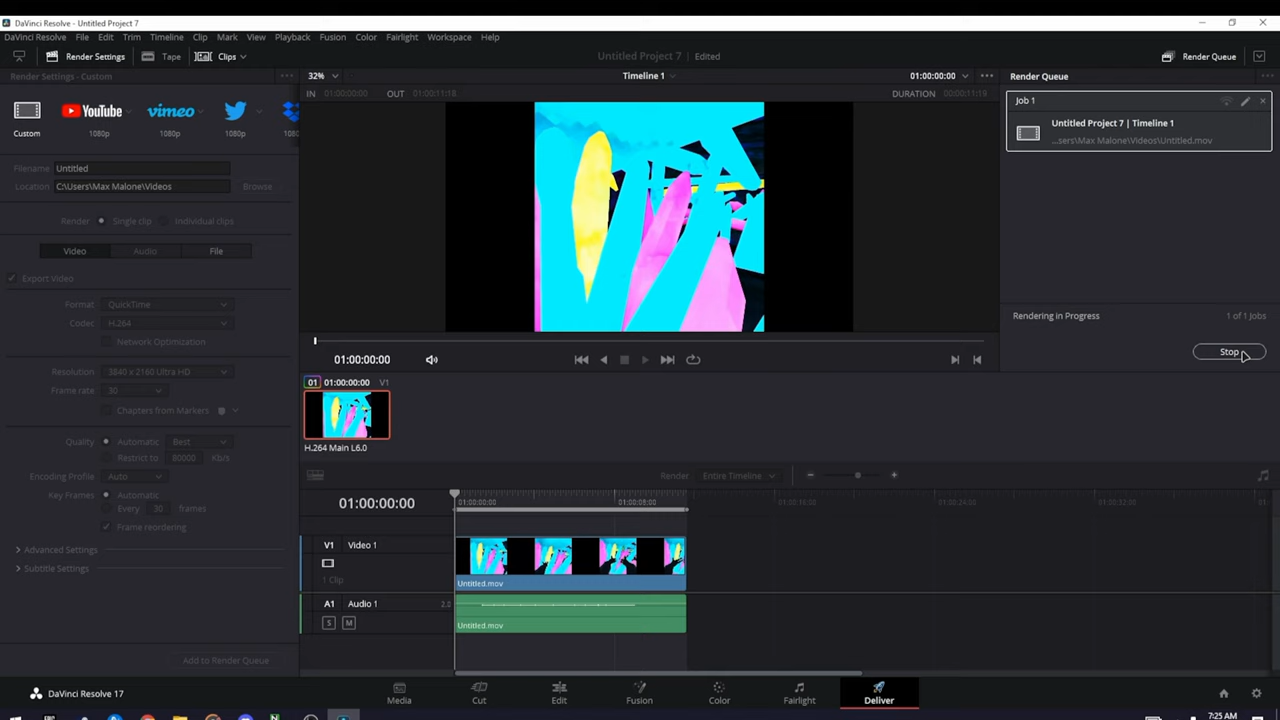 DaVinci Resolve - Untitled Project 7
DaVinci Resolve File Edit Trim Timeline Clip Mark View Playback Fusion Color Fairlight Workspace Help
Render Settings Tape Clips Untitled Project 7 Edited Render Queue
Render Settings - Custom 32% Timeline 1 01:00:00:00 Render Queue
IN 01:00:00:00 OUT 01:00:11:18 DURATION 00:00:11:19
Job 1
YouTube vimeo
Custom 1080p 1080p 1080p 1080
Untitled Project 7 | Timeline 1
...sers\Max Malone\Videos\Untitled.mov
Filename Untitled
Location C:\Users\Max Malone\Videos Browse
Render Single clip Individual clips
Video Audio File
Export Video
Format QuickTime
Codec H.264
Network Optimization
Resolution 3840 x 2160 Ultra HD
Frame rate 30
Chapters from Markers
Quality Automatic Best
Restrict to 80000 Kb/s
Encoding Profile Auto
Key Frames Automatic
Every 30 frames
Frame reordering
Advanced Settings
Subtitle Settings
Add to Render Queue
Rendering in Progress 1 of 1 Jobs
Stop
01:00:00:00
01 01:00:00:00 V1
H.264 Main L6.0
Render Entire Timeline
01:00:00:00 01:00:00:00 01:00:08:00 01:00:16:00 01:00:24:00 01:00:32:00
V1 Video 1
1 Clip
Untitled.mov
A1 Audio 1 2.0
S M
Untitled.mov
DaVinci Resolve 17 Media Cut Edit Fusion Color Fairlight Deliver
7:25 AM